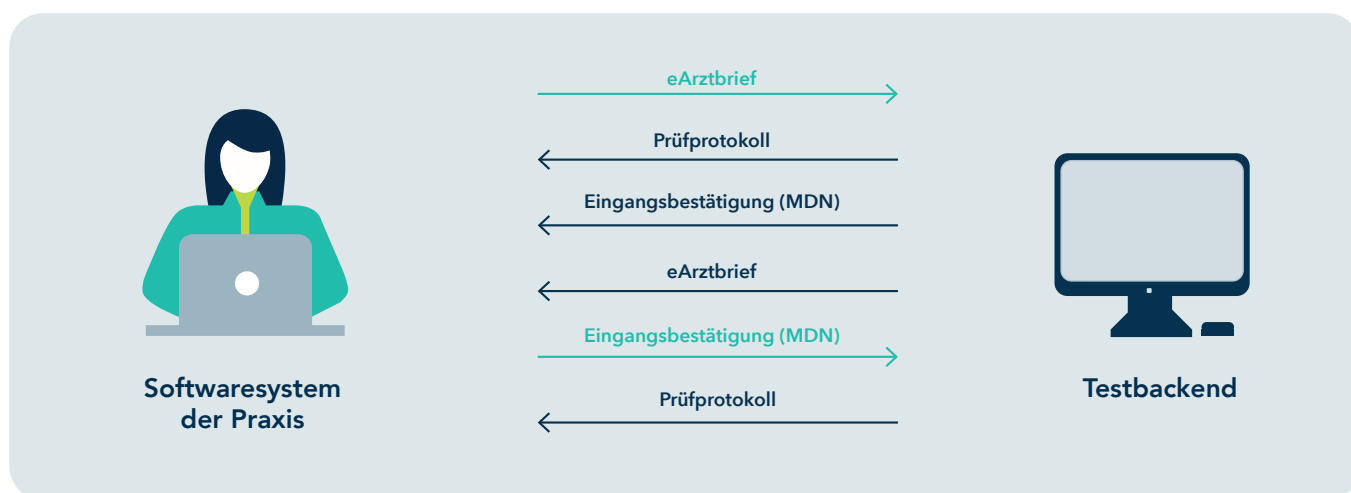 eArztbrief
Prüfprotokoll
Eingangsbestätigung (MDN)
eArztbrief
Eingangsbestätigung (MDN)
Prüfprotokoll
Softwaresystem
der Praxis
Testbackend